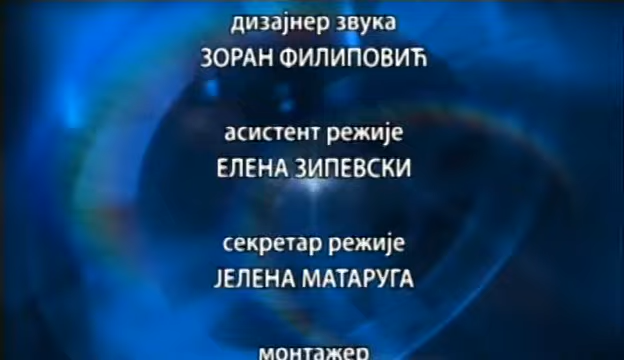 дизајнер звука
ЗОРАН ФИЛИПОВИЋ
асистент режије
ЕЛЕНА ЗИПЕВСКИ
секретар режије
ЈЕЛЕНА МАТАРУГА
монтажер